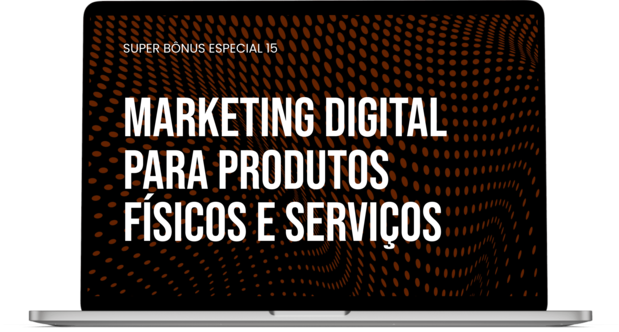 SUPER BÔNUS ESPECIAL 15
MARKETING DIGITAL
PARA PRODUTOS
FÍSICOS E SERVIÇOS